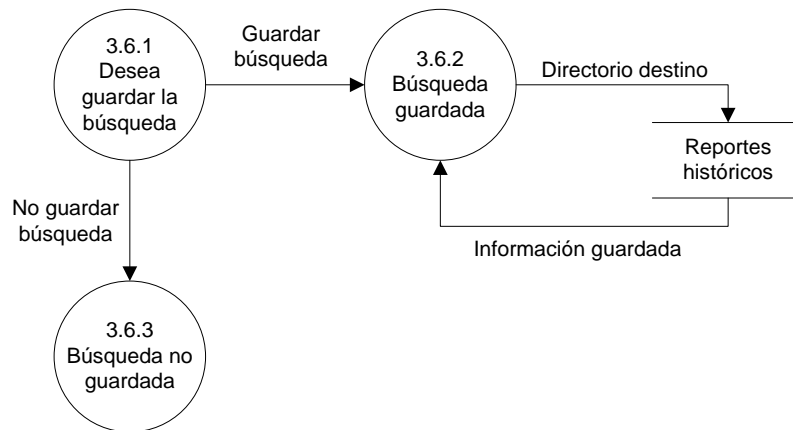 3.6.1
Desea
guardar la
búsqueda
Guardar
búsqueda
3.6.2
Búsqueda
guardada
Directorio destino
Reportes
históricos
Información guardada
No guardar
búsqueda
3.6.3
Búsqueda no
guardada